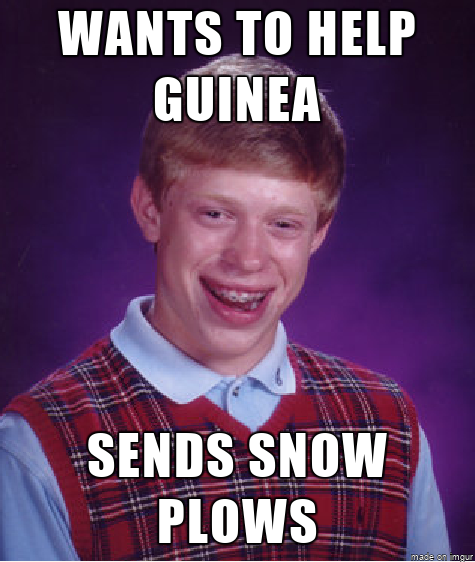 WANTS TO HELP
GUINEA
SENDS SNOW
PLOWS
made on imgur